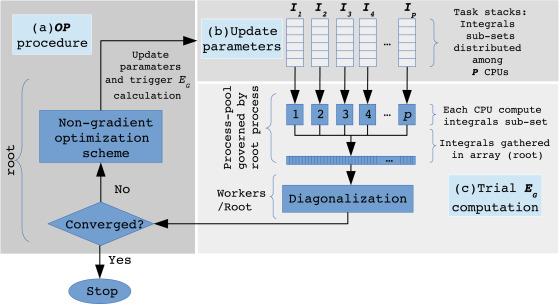 (a) OP
procedure
Update
paramaters
and trigger E_G
calculation
root
Non-gradient
optimization
scheme
No
Converged?
Yes
Stop
(b) Update
parameters
I_1 I_2 I_3 I_4 ... I_P
Task stacks:
Integrals
sub-sets
distributed
among
P CPUs
Process-pool
governed by
root process
1 2 3 4 ... p
Each CPU compute
integrals sub-set
Integrals gathered
in array (root)
...
Workers
/Root
Diagonalization
(c) Trial E_G
computation